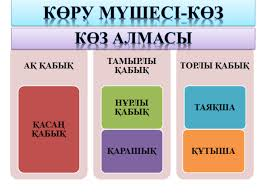 КӨРУ МҮШЕСІ-КӨЗ
КӨЗ АЛМАСЫ
АҚ ҚАБЫҚ
ҚАСАҢ
ҚАБЫҚ
ТАМЫРЛЫ
ҚАБЫҚ
НҰРЛЫ
ҚАБЫҚ
ҚАРАШЫҚ
ТОРЛЫ ҚАБЫҚ
ТАЯҚША
ҚҰТЫША